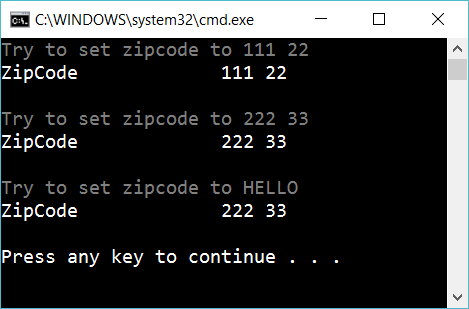 C:\WINDOWS\system32\cmd.exe
Try to set zipcode to 111 22
ZipCode             111 22
Try to set zipcode to 222 33
ZipCode             222 33
Try to set zipcode to HELLO
ZipCode             222 33
Press any key to continue . . .